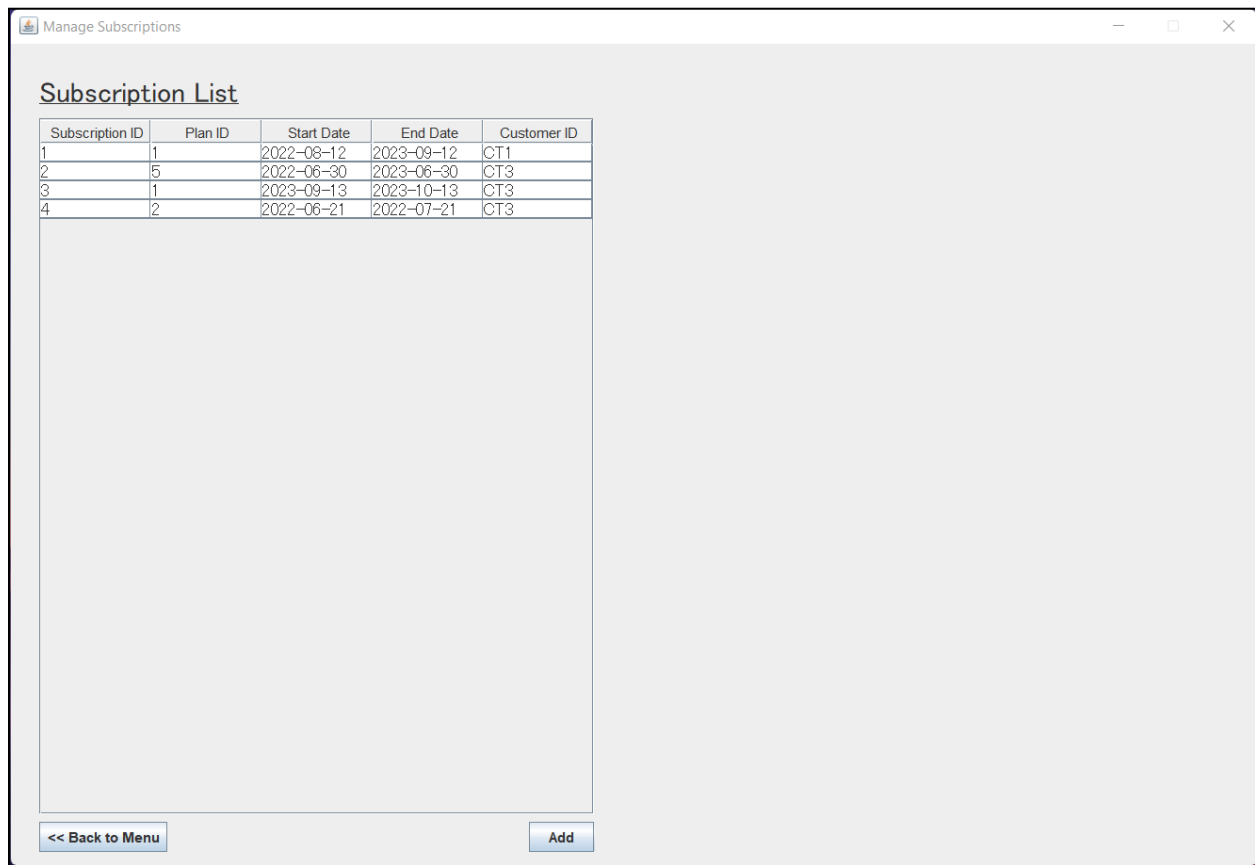 Manage Subscriptions
Subscription List
Subscription ID Plan ID Start Date End Date Customer ID
1 1 2022-08-12 2023-09-12 CT1
2 5 2022-06-30 2023-06-30 CT3
3 1 2023-09-13 2023-10-13 CT3
4 2 2022-06-21 2022-07-21 CT3
<< Back to Menu Add